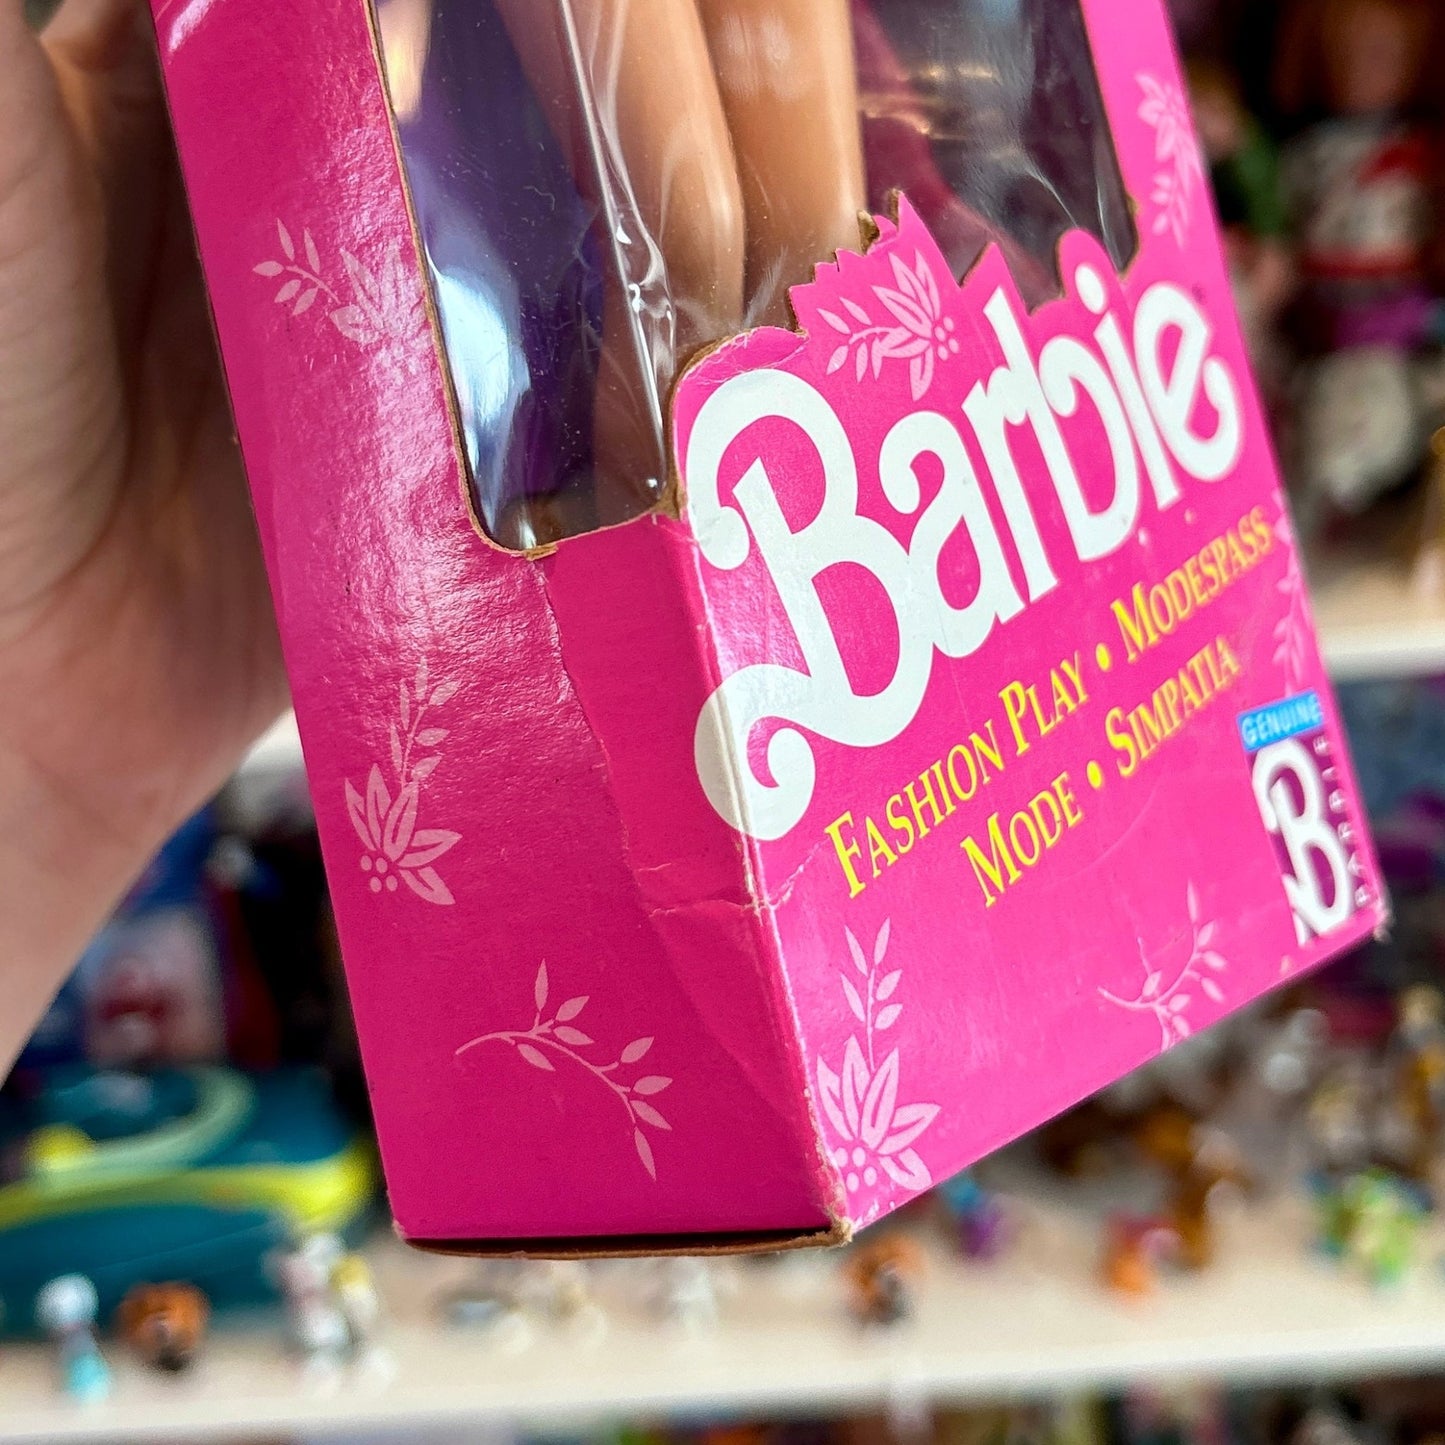 Barbie
FASHION PLAY • MODESPASS
MODE • SIMPATIA
GENUINE
B
BARBIE